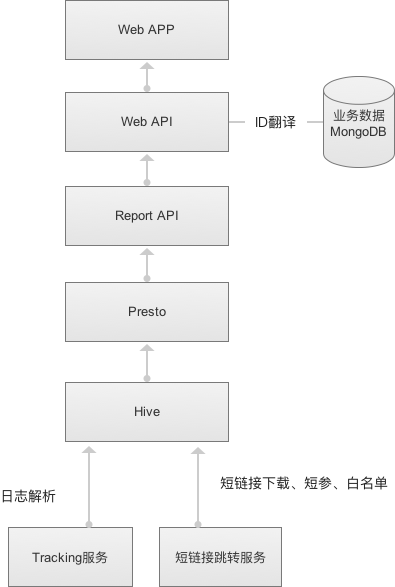 Web APP
Web API
ID翻译
业务数据
MongoDB
Report API
Presto
Hive
日志解析
短链接下载、短参、白名单
Tracking服务
短链接跳转服务